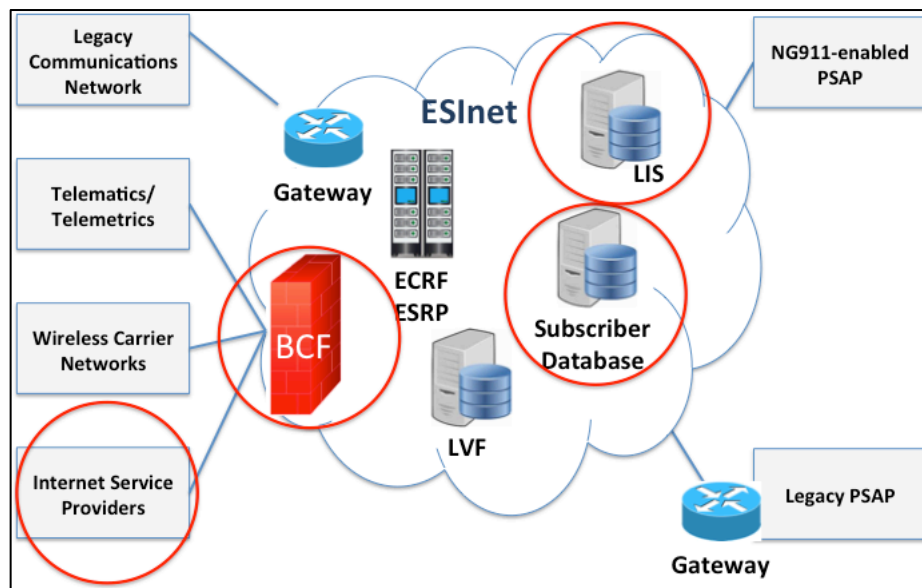 Legacy
Communications
Network
Telematics/
Telemetrics
Wireless Carrier
Networks
Internet Service
Providers
ESInet
Gateway
ECRF
ESRP
BCF
LVF
LIS
Subscriber
Database
NG911-enabled
PSAP
Legacy PSAP
Gateway